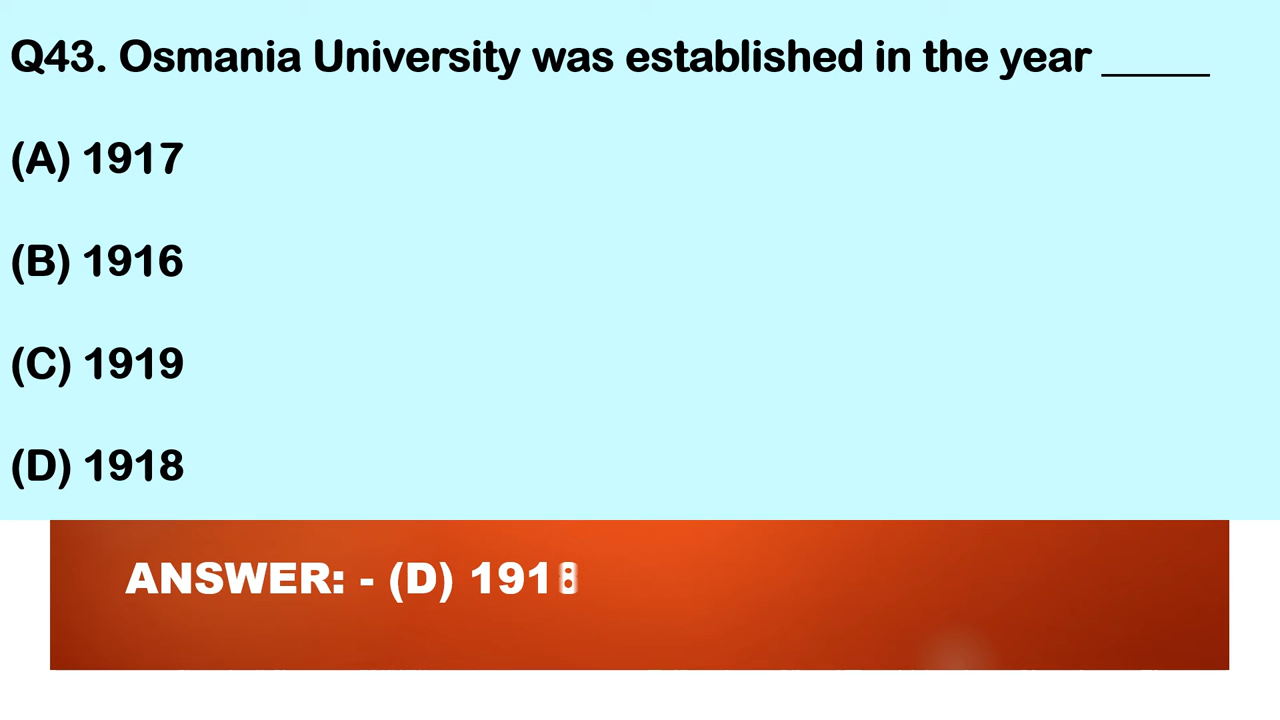 Q43. Osmania University was established in the year _____
(A) 1917
(B) 1916
(C) 1919
(D) 1918
ANSWER: - (D) 1918